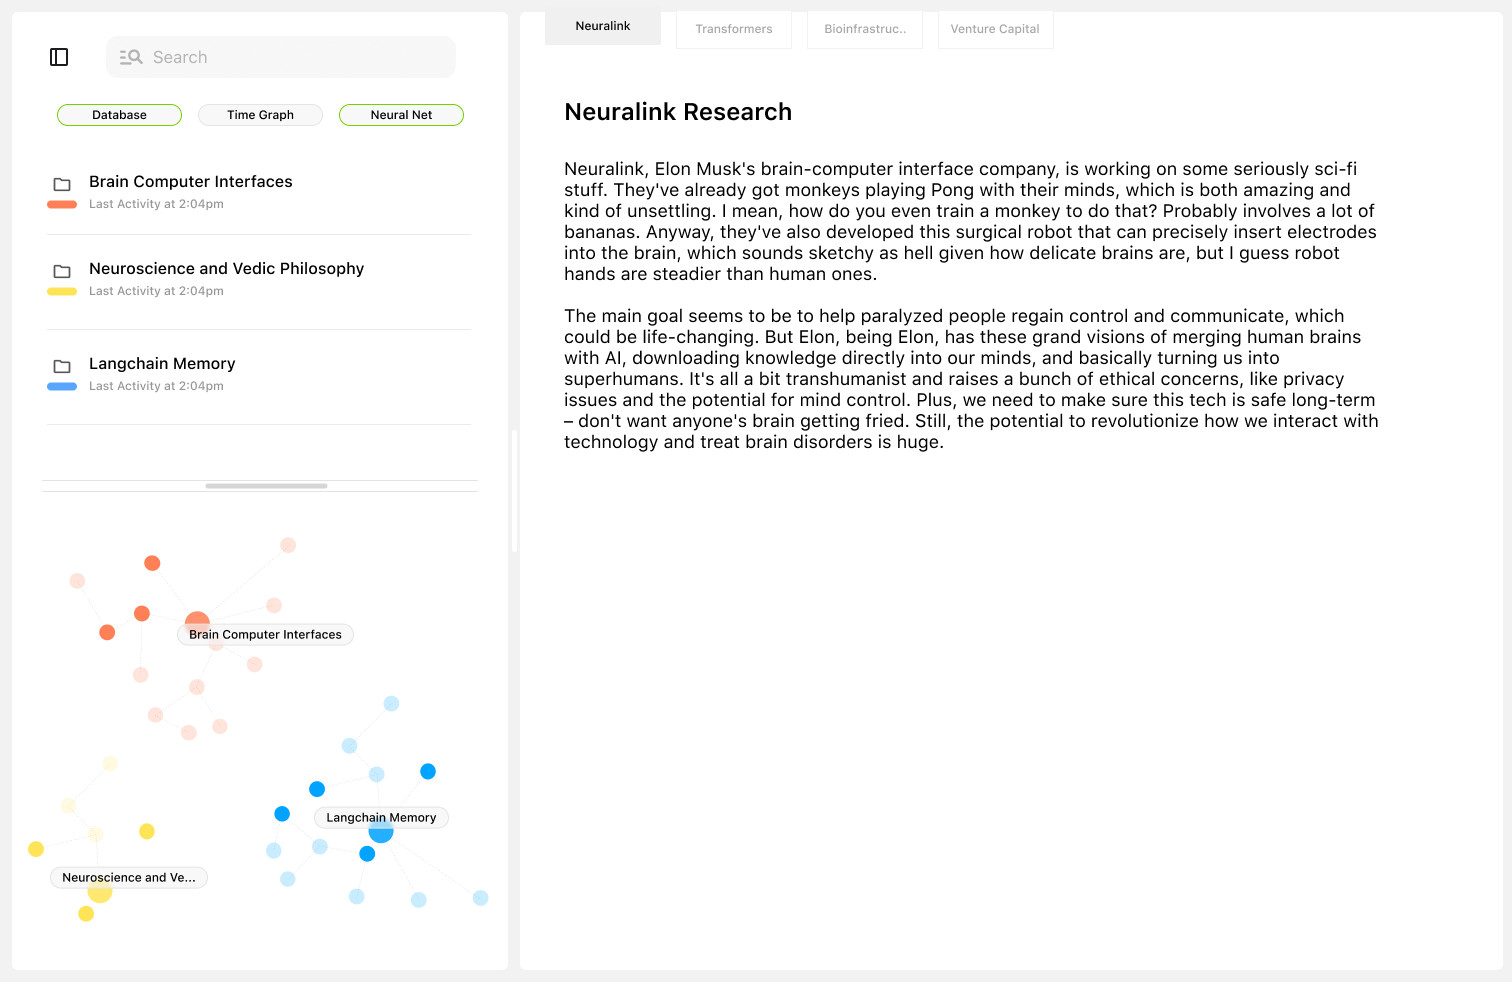 Search
Database
Time Graph
Neural Net
Brain Computer Interfaces
Last Activity at 2:04pm
Neuroscience and Vedic Philosophy
Last Activity at 2:04pm
Langchain Memory
Last Activity at 2:04pm
Brain Computer Interfaces
Langchain Memory
Neuroscience and Ve...
Neuralink
Transformers
Bioinfrastruc..
Venture Capital
Neuralink Research
Neuralink, Elon Musk's brain-computer interface company, is working on some seriously sci-fi
stuff. They've already got monkeys playing Pong with their minds, which is both amazing and
kind of unsettling. I mean, how do you even train a monkey to do that? Probably involves a lot of
bananas. Anyway, they've also developed this surgical robot that can precisely insert electrodes
into the brain, which sounds sketchy as hell given how delicate brains are, but I guess robot
hands are steadier than human ones.
The main goal seems to be to help paralyzed people regain control and communicate, which
could be life-changing. But Elon, being Elon, has these grand visions of merging human brains
with AI, downloading knowledge directly into our minds, and basically turning us into
superhumans. It's all a bit transhumanist and raises a bunch of ethical concerns, like privacy
issues and the potential for mind control. Plus, we need to make sure this tech is safe long-term
– don't want anyone's brain getting fried. Still, the potential to revolutionize how we interact with
technology and treat brain disorders is huge.